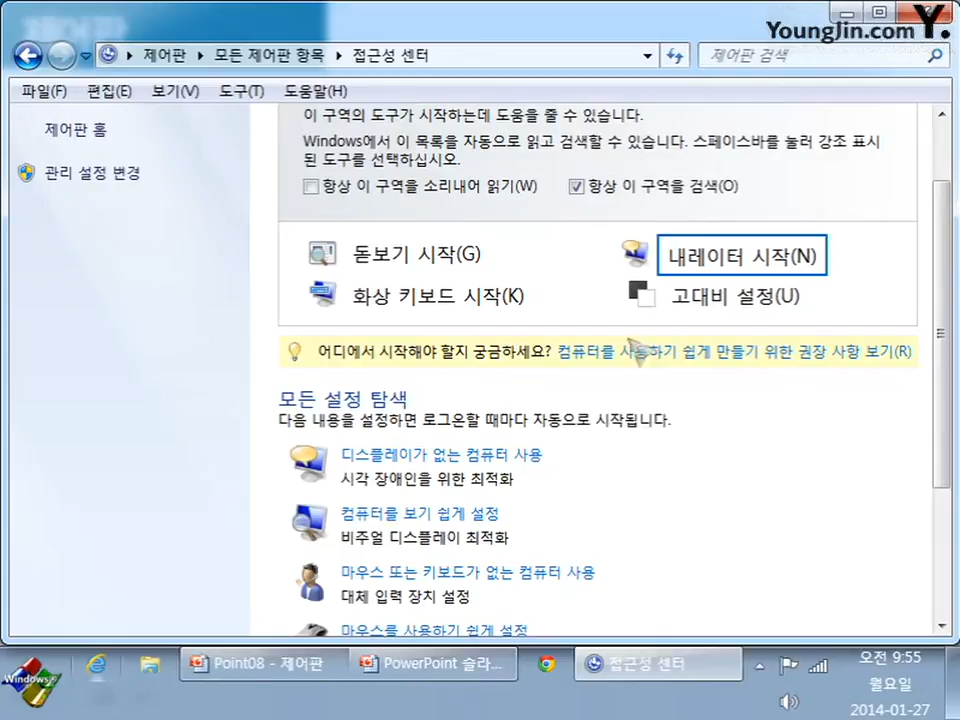 YoungJin.com Y.
제어판 ▸ 모든 제어판 항목 ▸ 접근성 센터
제어판 검색
파일(F) 편집(E) 보기(V) 도구(T) 도움말(H)
제어판 홈
관리 설정 변경
이 구역의 도구가 시작하는데 도움을 줄 수 있습니다.
Windows에서 이 목록을 자동으로 읽고 검색할 수 있습니다. 스페이스바를 눌러 강조 표시
된 도구를 선택하십시오.
항상 이 구역을 소리내어 읽기(W) 항상 이 구역을 검색(O)
돋보기 시작(G) 내레이터 시작(N)
화상 키보드 시작(K) 고대비 설정(U)
어디에서 시작해야 할지 궁금하세요? 컴퓨터를 사용하기 쉽게 만들기 위한 권장 사항 보기(R)
모든 설정 탐색
다음 내용을 설정하면 로그온할 때마다 자동으로 시작됩니다.
디스플레이가 없는 컴퓨터 사용
시각 장애인을 위한 최적화
컴퓨터를 보기 쉽게 설정
비주얼 디스플레이 최적화
마우스 또는 키보드가 없는 컴퓨터 사용
대체 입력 장치 설정
마우스를 사용하기 쉽게 설정
Windows
Point08 - 제어판
PowerPoint 슬라...
접근성 센터
오전 9:55
월요일
2014-01-27